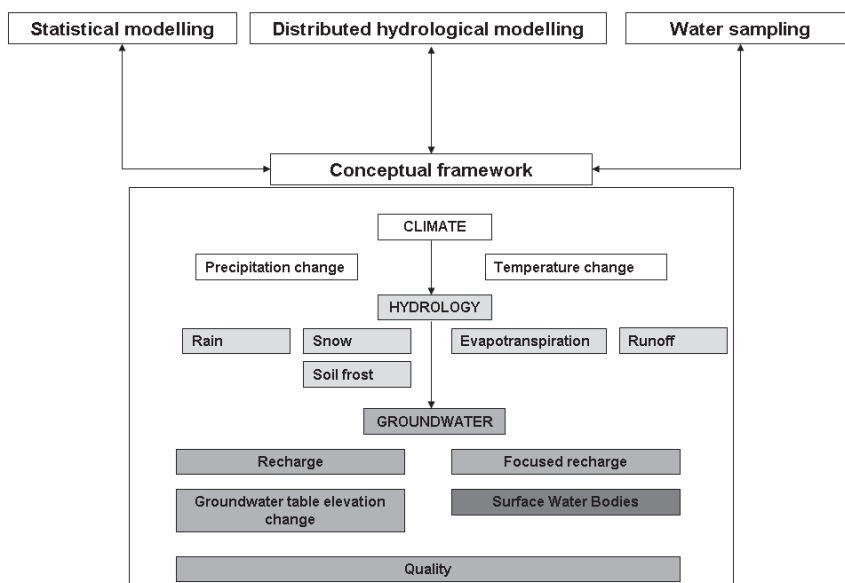 Statistical modelling
Distributed hydrological modelling
Water sampling
Conceptual framework
CLIMATE
Precipitation change
Temperature change
HYDROLOGY
Rain
Snow
Evapotranspiration
Runoff
Soil frost
GROUNDWATER
Recharge
Focused recharge
Groundwater table elevation
change
Surface Water Bodies
Quality